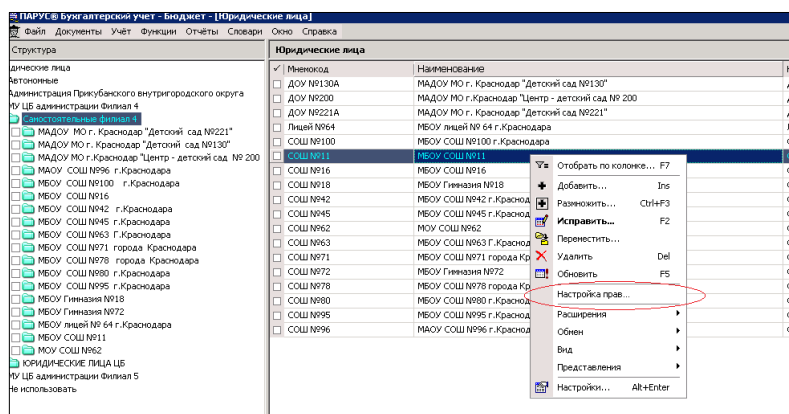 ПАРУС® Бухгалтерский учет - Бюджет - [Юридические лица]
Файл Документы Учёт Функции Отчёты Словари Окно Справка
Структура
дические лица
Автономные
Администрация Прикубанского внутригородского округа
МУ ЦБ администрации Филиал 4
Самостоятельные филиал 4
МАДОУ МО г. Краснодар "Детский сад №221"
МАДОУ МО г. Краснодар "Детский сад №130"
МАДОУ МО г.Краснодар "Центр - детский сад № 200
МАОУ СОШ №96 г.Краснодара
МБОУ СОШ №100 г.Краснодара
МБОУ СОШ №16
МБОУ СОШ №42 г.Краснодара
МБОУ СОШ №45 г.Краснодара
МБОУ СОШ №63 Г.Краснодара
МБОУ СОШ №71 города Краснодара
МБОУ СОШ №78 города Краснодара
МБОУ СОШ №80 г.Краснодара
МБОУ СОШ №95 г.Краснодара
МБОУ Гимназия №18
МБОУ Гимназия №72
МБОУ лицей № 64 г.Краснодара
МБОУ СОШ №11
МОУ СОШ №62
ЮРИДИЧЕСКИЕ ЛИЦА ЦБ
МУ ЦБ администрации Филиал 5
Не использовать
Юридические лица
Мнемокод Наименование
ДОУ №130А МАДОУ МО г. Краснодар "Детский сад №130"
ДОУ №200 МАДОУ МО г.Краснодар "Центр - детский сад № 200
ДОУ №221А МАДОУ МО г. Краснодар "Детский сад №221"
Лицей №64 МБОУ лицей № 64 г.Краснодара
СОШ №100 МБОУ СОШ №100 г.Краснодара
СОШ №11 МБОУ СОШ №11
СОШ №16 МБОУ СОШ №16
СОШ №18 МБОУ Гимназия №18
СОШ №42 МБОУ СОШ №42 г.Краснод
СОШ №45 МБОУ СОШ №45 г.Краснод
СОШ №62 МОУ СОШ №62
СОШ №63 МБОУ СОШ №63 Г.Краснод
СОШ №71 МБОУ СОШ №71 города Кр
СОШ №72 МБОУ Гимназия №72
СОШ №78 МБОУ СОШ №78 города Кр
СОШ №80 МБОУ СОШ №80 г.Краснод
СОШ №95 МБОУ СОШ №95 г.Краснод
СОШ №96 МАОУ СОШ №96 г.Краснод
Отобрать по колонке... F7
Добавить... Ins
Размножить... Ctrl+F3
Исправить... F2
Переместить...
Удалить Del
Обновить F5
Настройка прав...
Расширения
Обмен
Вид
Представления
Настройки... Alt+Enter